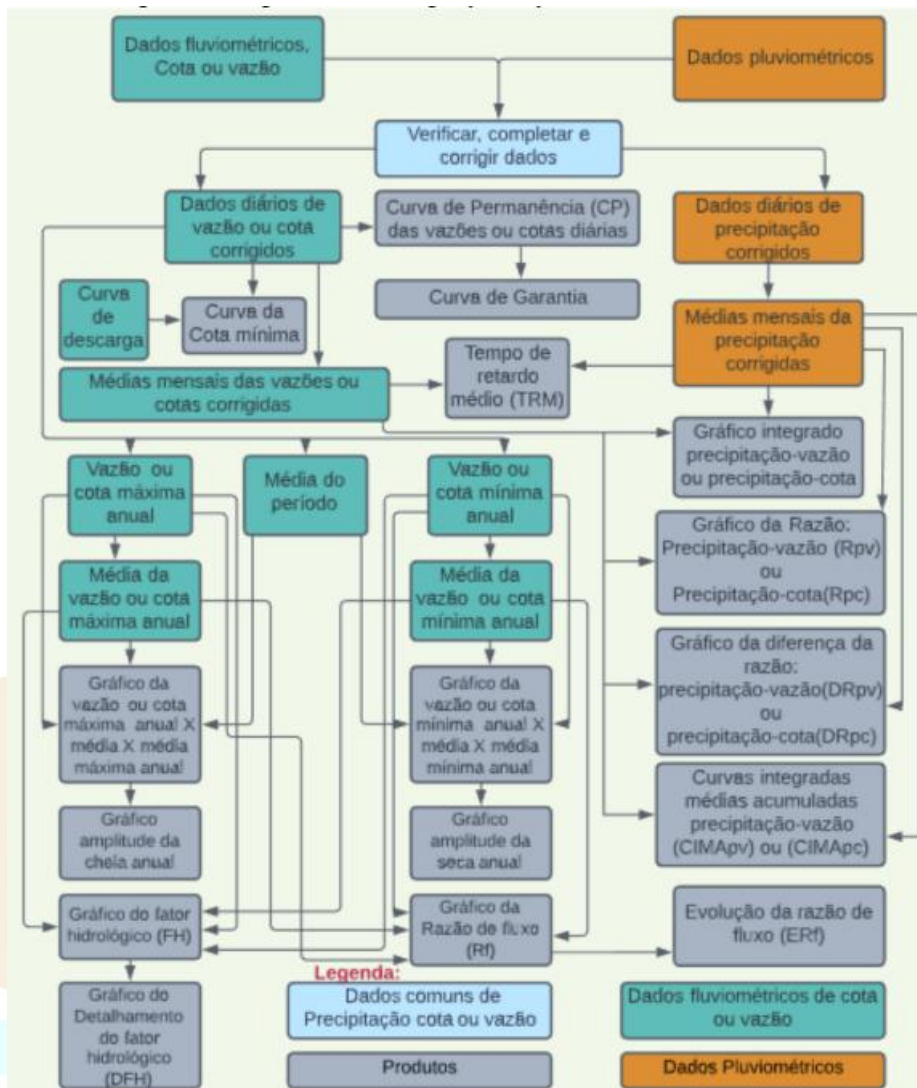 Dados fluviométricos,
Cota ou vazão
Dados pluviométricos
Verificar, completar e
corrigir dados
Dados diários de
vazão ou cota
corrigidos
Curva de Permanência (CP)
das vazões ou cotas diárias
Dados diários de
precipitação
corrigidos
Curva
de
descarga
Curva da
Cota mínima
Curva de Garantia
Médias mensais da
precipitação
corrigidas
Tempo de
retardo
médio (TRM)
Médias mensais das vazões ou
cotas corrigidas
Gráfico integrado
precipitação-vazão
ou precipitação-cota
Vazão ou
cota máxima
anual
Média do
período
Vazão ou
cota mínima
anual
Gráfico da Razão:
Precipitação-vazão (Rpv)
ou
Precipitação-cota(Rpc)
Média da
vazão ou cota
máxima anual
Média da
vazão ou cota
mínima anual
Gráfico da diferença da
razão:
precipitação-vazão(DRpv)
ou
precipitação-cota(DRpc)
Gráfico da
vazão ou cota
máxima anual X
média X média
máxima anual
Gráfico da
vazão ou cota
mínima anual X
média X média
mínima anual
Curvas integradas
médias acumuladas
precipitação-vazão
(CIMApv) ou (CIMApc)
Gráfico
amplitude da
cheia anual
Gráfico
amplitude da
seca anual
Gráfico do fator
hidrológico (FH)
Gráfico da
Razão de fluxo
(Rf)
Evolução da razão de
fluxo (ERf)
Gráfico do
Detalhamento
do fator
hidrológico
(DFH)
Legenda:
Dados comuns de
Precipitação cota ou vazão
Dados fluviométricos de cota
ou vazão
Produtos
Dados Pluviométricos